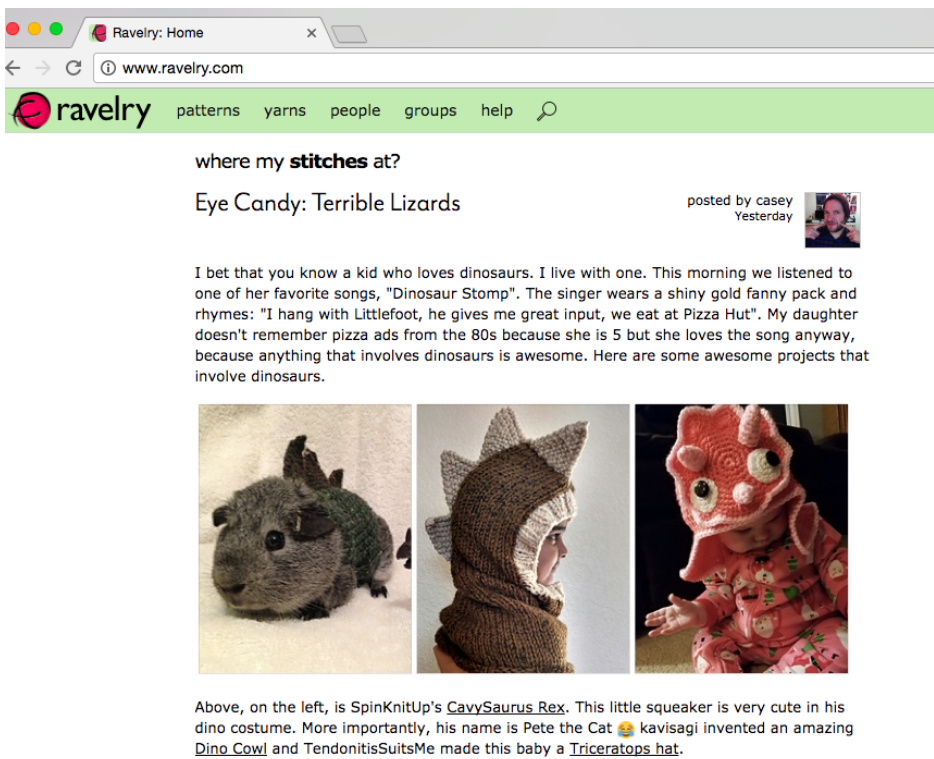 Ravelry: Home
www.ravelry.com
ravelry patterns yarns people groups help
where my stitches at?
Eye Candy: Terrible Lizards
posted by casey
Yesterday
I bet that you know a kid who loves dinosaurs. I live with one. This morning we listened to
one of her favorite songs, "Dinosaur Stomp". The singer wears a shiny gold fanny pack and
rhymes: "I hang with Littlefoot, he gives me great input, we eat at Pizza Hut". My daughter
doesn't remember pizza ads from the 80s because she is 5 but she loves the song anyway,
because anything that involves dinosaurs is awesome. Here are some awesome projects that
involve dinosaurs.
Above, on the left, is SpinKnitUp's CavySaurus Rex. This little squeaker is very cute in his
dino costume. More importantly, his name is Pete the Cat 😂 kavisagi invented an amazing
Dino Cowl and TendonitisSuitsMe made this baby a Triceratops hat.